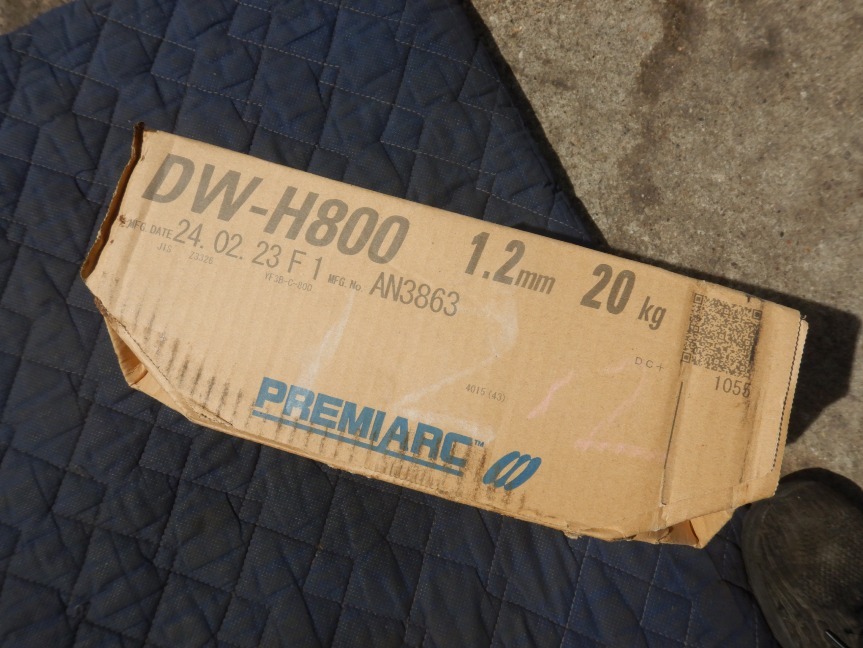 DW-H800 1.2mm 20 kg
MFG. DATE 24. 02. 23 F 1 MFG. No. AN3863
JIS Z3326 YF3B-C-800
DC+
1055
4015 (43)
PREMIARC™